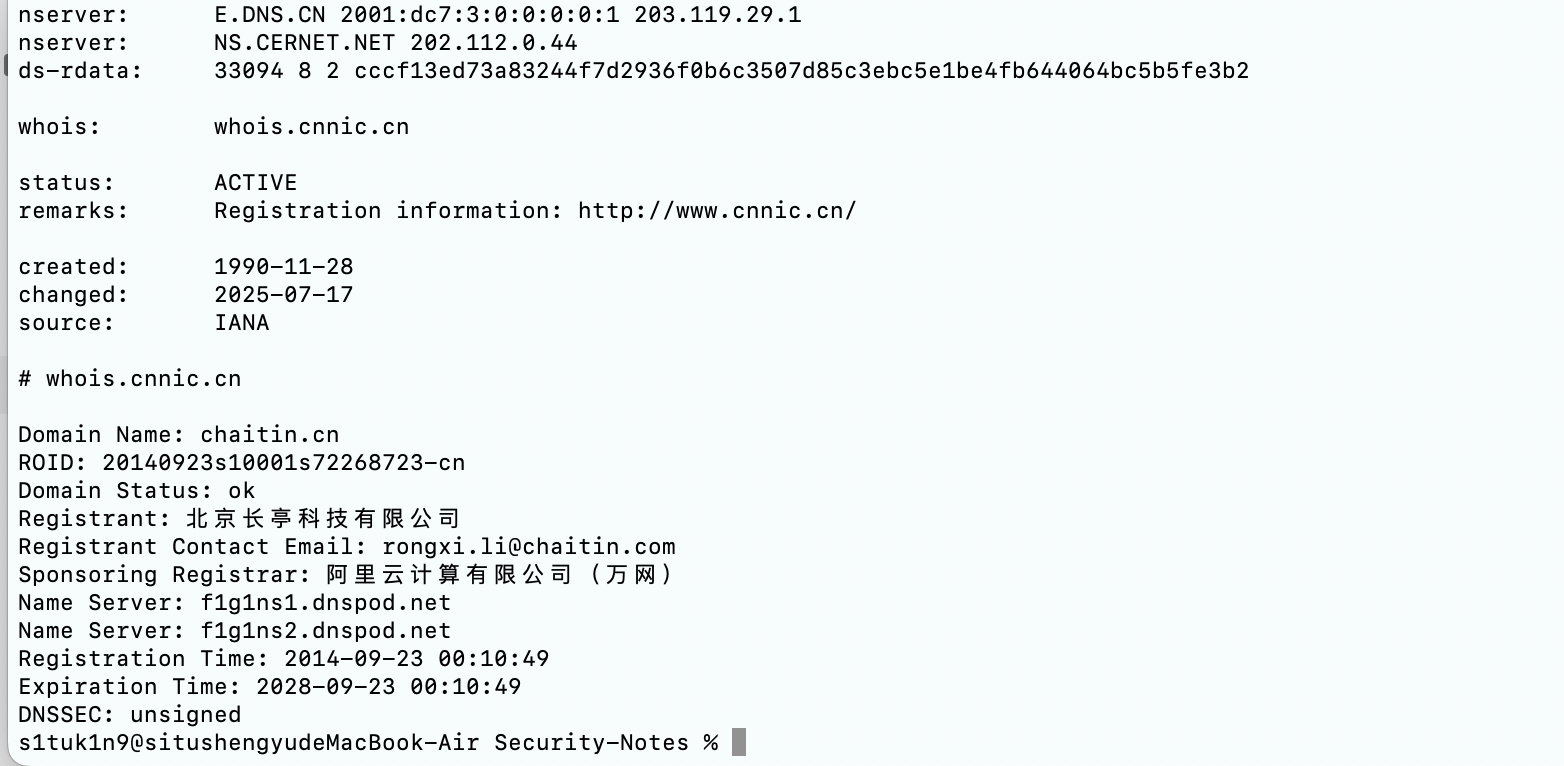 nserver:      E.DNS.CN 2001:dc7:3:0:0:0:0:1 203.119.29.1
nserver:      NS.CERNET.NET 202.112.0.44
ds-rdata:     33094 8 2 cccf13ed73a83244f7d2936f0b6c3507d85c3ebc5e1be4fb644064bc5b5fe3b2
whois:        whois.cnnic.cn
status:       ACTIVE
remarks:      Registration information: http://www.cnnic.cn/
created:      1990-11-28
changed:      2025-07-17
source:       IANA
# whois.cnnic.cn
Domain Name: chaitin.cn
ROID: 20140923s10001s72268723-cn
Domain Status: ok
Registrant: 北京长亭科技有限公司
Registrant Contact Email: rongxi.li@chaitin.com
Sponsoring Registrar: 阿里云计算有限公司（万网）
Name Server: f1g1ns1.dnspod.net
Name Server: f1g1ns2.dnspod.net
Registration Time: 2014-09-23 00:10:49
Expiration Time: 2028-09-23 00:10:49
DNSSEC: unsigned
s1tuk1n9@situshengyudeMacBook-Air Security-Notes %